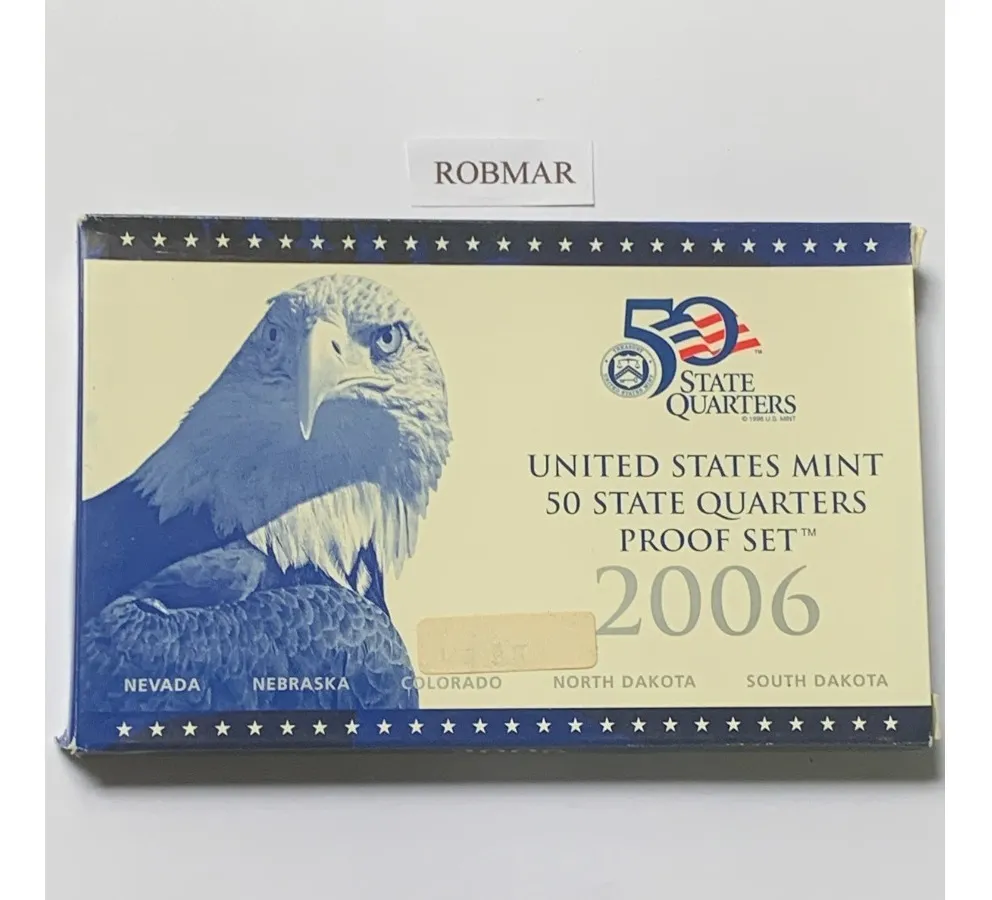 ROBMAR
50
STATE
QUARTERS
© 1998 U.S. MINT
UNITED STATES MINT
50 STATE QUARTERS
PROOF SET™
2006
NEVADA NEBRASKA COLORADO NORTH DAKOTA SOUTH DAKOTA